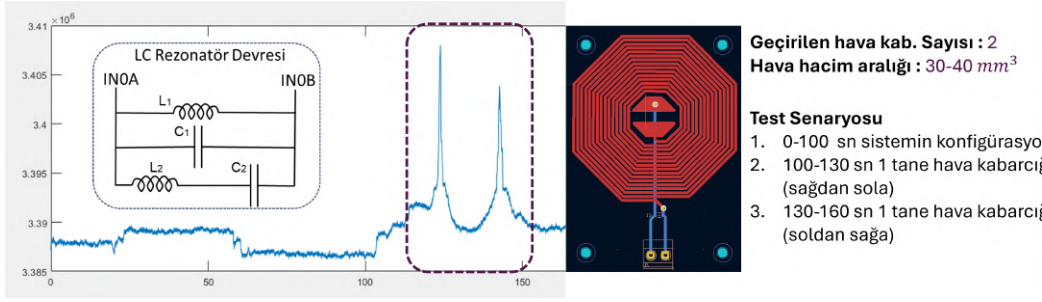 ×10⁶
3.41
3.405
3.4
3.395
3.39
3.385
0
50
100
150
LC Rezonatör Devresi
IN0A
IN0B
L1
C1
L2
C2
Geçirilen hava kab. Sayısı : 2
Hava hacim aralığı : 30-40 mm³
Test Senaryosu
1. 0-100 sn sistemin konfigürasyo
2. 100-130 sn 1 tane hava kabarcığ
(sağdan sola)
3. 130-160 sn 1 tane hava kabarcığ
(soldan sağa)